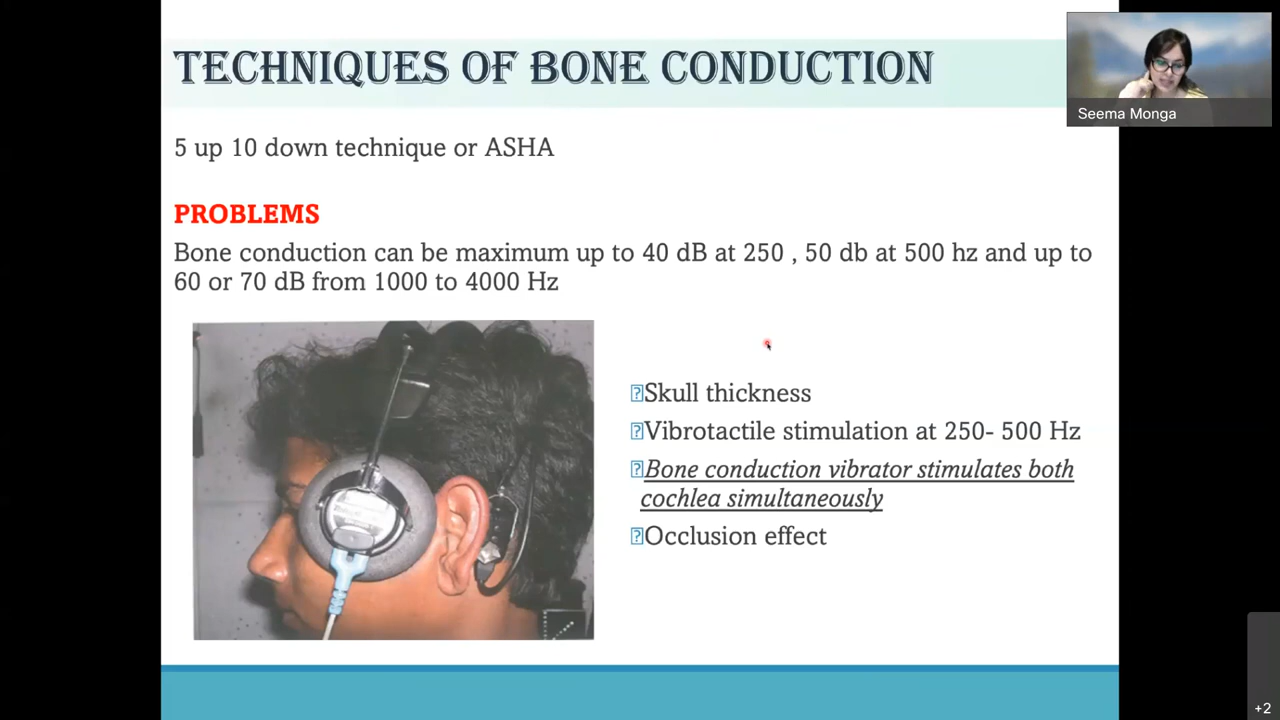 TECHNIQUES OF BONE CONDUCTION
Seema Monga
5 up 10 down technique or ASHA
PROBLEMS
Bone conduction can be maximum up to 40 dB at 250 , 50 db at 500 hz and up to
60 or 70 dB from 1000 to 4000 Hz
Skull thickness
Vibrotactile stimulation at 250- 500 Hz
Bone conduction vibrator stimulates both
cochlea simultaneously
Occlusion effect
+2